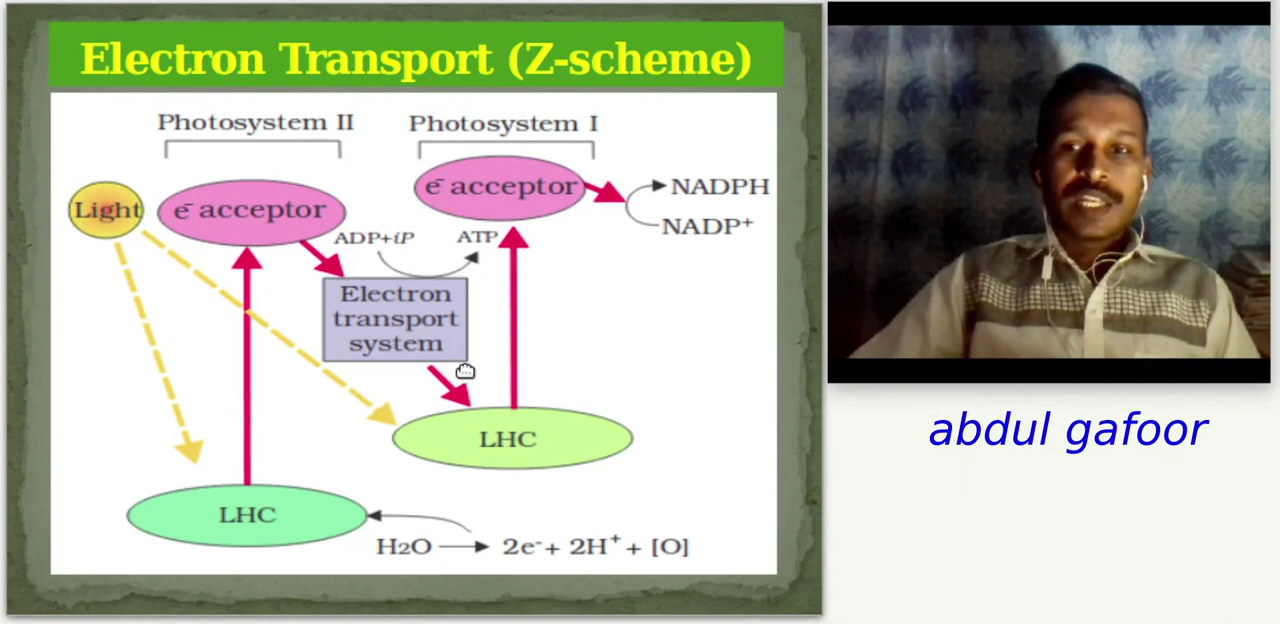 Electron Transport (Z-scheme)
Photosystem II
Photosystem I
Light
e⁻ acceptor
e⁻ acceptor
NADPH
NADP⁺
ADP+iP
ATP
Electron
transport
system
LHC
LHC
H2O → 2e⁻+ 2H⁺ + [O]
abdul gafoor